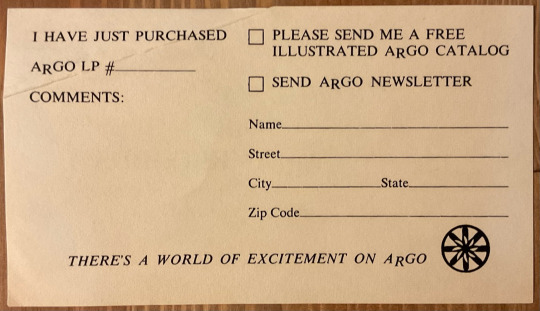 I HAVE JUST PURCHASED
ARGO LP #
COMMENTS:
PLEASE SEND ME A FREE
ILLUSTRATED ARGO CATALOG
SEND ARGO NEWSLETTER
Name
Street
City State
Zip Code
THERE'S A WORLD OF EXCITEMENT ON ARGO